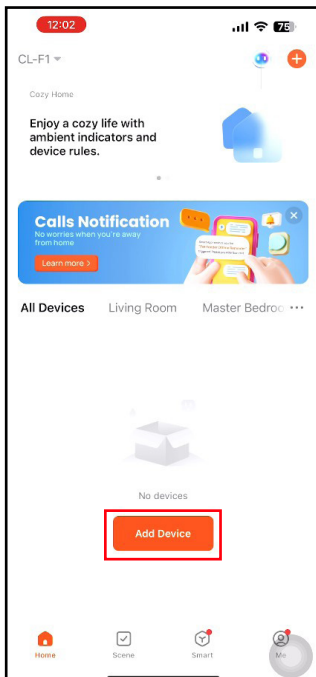 12:02
75
CL-F1
Cozy Home
Enjoy a cozy life with
ambient indicators and
device rules.
Calls Notification
No worries when you're away
from home
Learn more >
All Devices Living Room Master Bedroo ...
No devices
Add Device
Home Scene Smart Me